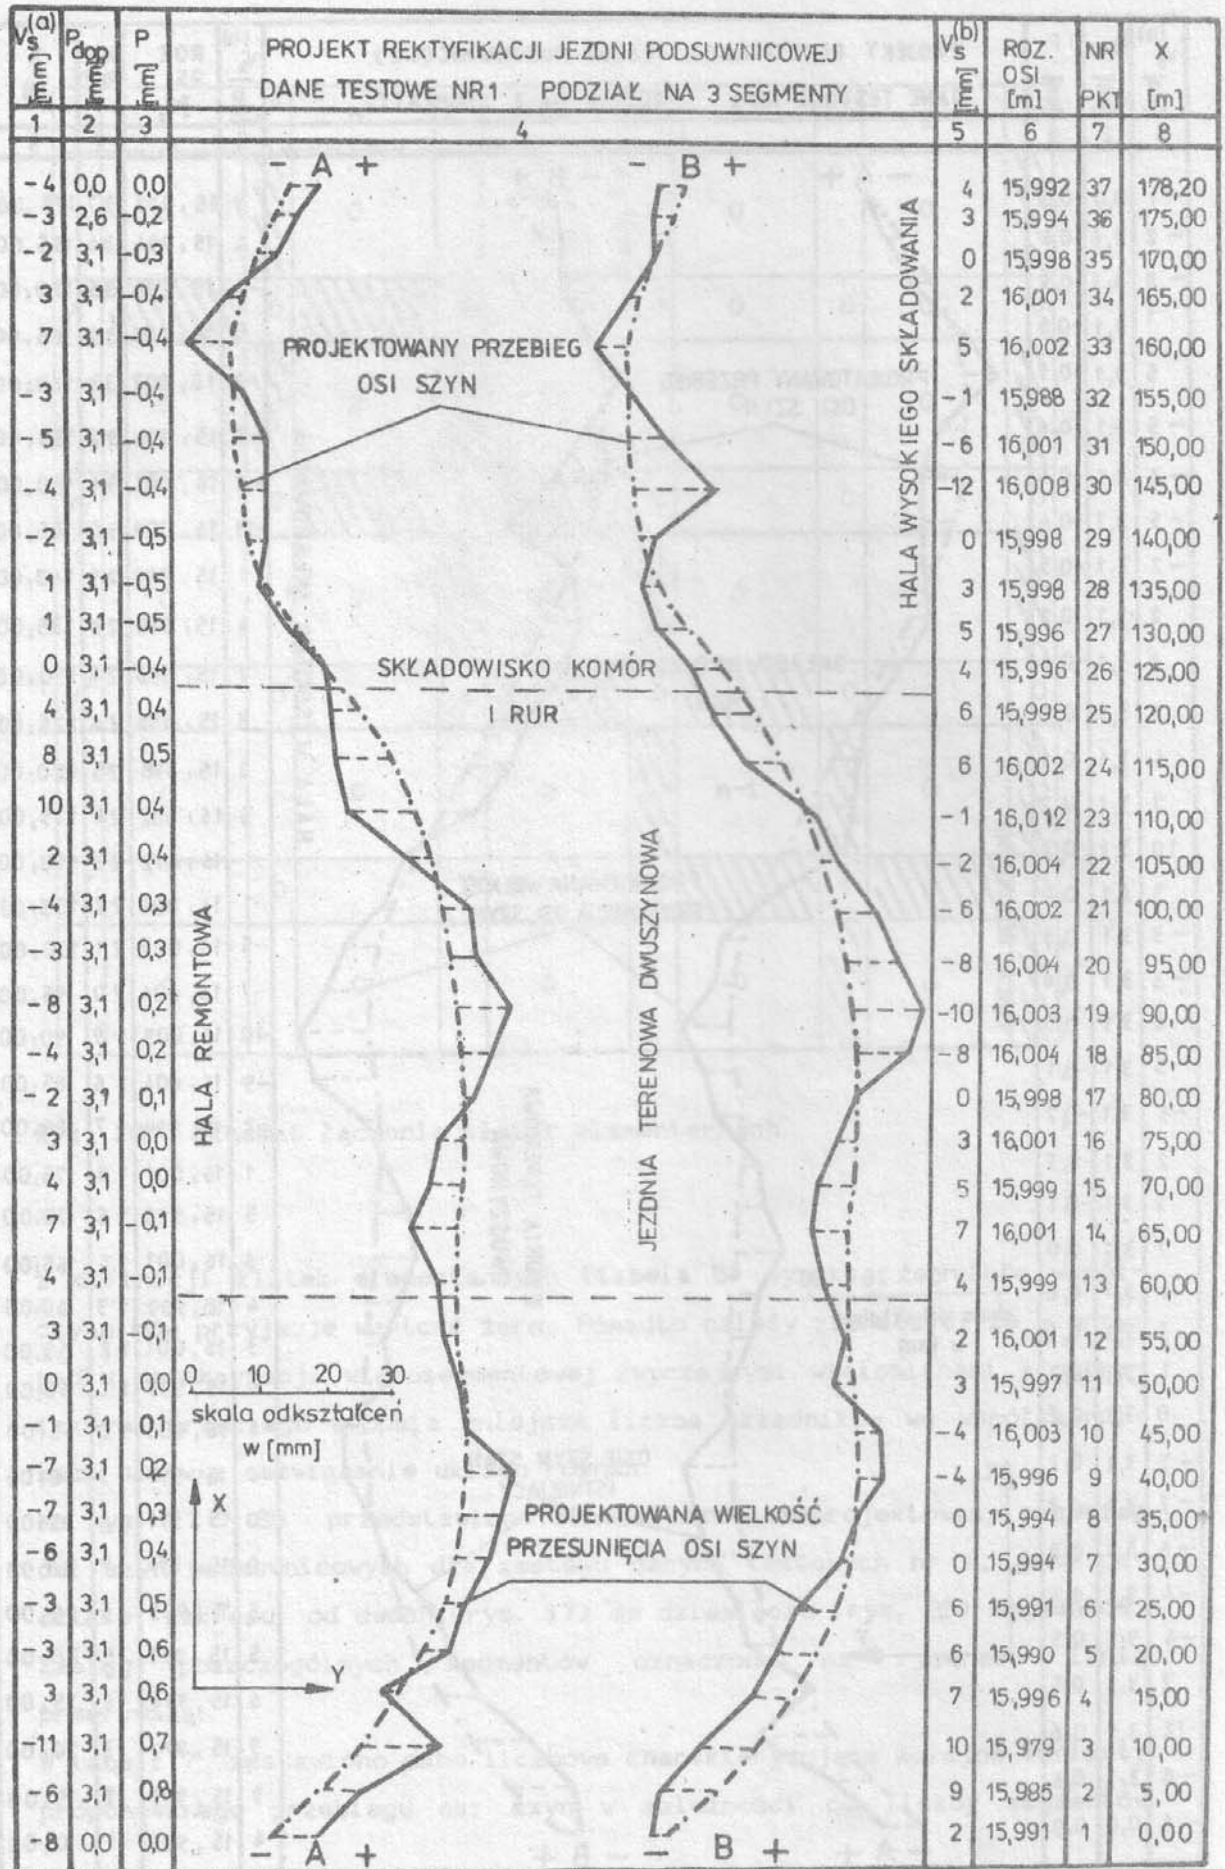 Vs(a) [mm] Pdop [mm] P [mm] PROJEKT REKTYFIKACJI JEZDNI PODSUWNICOWEJ Vs(b) [mm] ROZ. OSI [m] NR PKT X [m]
DANE TESTOWE NR1 PODZIAŁ NA 3 SEGMENTY
1 2 3 4 5 6 7 8
- A + - B +
-4 0,0 0,0 4 15,992 37 178,20
-3 2,6 -0,2 3 15,994 36 175,00
-2 3,1 -0,3 0 15,998 35 170,00
3 3,1 -0,4 2 16,001 34 165,00
7 3,1 -0,4 5 16,002 33 160,00
PROJEKTOWANY PRZEBIEG
OSI SZYN
-3 3,1 -0,4 -1 15,988 32 155,00
-5 3,1 -0,4 -6 16,001 31 150,00
-4 3,1 -0,4 -12 16,008 30 145,00
-2 3,1 -0,5 0 15,998 29 140,00
1 3,1 -0,5 3 15,998 28 135,00
HALA WYSOKIEGO SKŁADOWANIA
1 3,1 -0,5 5 15,996 27 130,00
0 3,1 -0,4 4 15,996 26 125,00
SKŁADOWISKO KOMÓR
I RUR
4 3,1 0,4 6 15,998 25 120,00
8 3,1 0,5 6 16,002 24 115,00
10 3,1 0,4 -1 16,012 23 110,00
2 3,1 0,4 -2 16,004 22 105,00
-4 3,1 0,3 -6 16,002 21 100,00
-3 3,1 0,3 -8 16,004 20 95,00
-8 3,1 0,2 -10 16,003 19 90,00
-4 3,1 0,2 -8 16,004 18 85,00
HALA REMONTOWA
JEZDNIA TERENOWA DWUSZYNOWA
-2 3,1 0,1 0 15,998 17 80,00
3 3,1 0,0 3 16,001 16 75,00
4 3,1 0,0 5 15,999 15 70,00
7 3,1 -0,1 7 16,001 14 65,00
4 3,1 -0,1 4 15,999 13 60,00
3 3,1 -0,1 2 16,001 12 55,00
0 3,1 0,0 3 15,997 11 50,00
0 10 20 30
skala odkształceń
w [mm]
-1 3,1 0,1 -4 16,003 10 45,00
-7 3,1 0,2 -4 15,996 9 40,00
X
-7 3,1 0,3 0 15,994 8 35,00
PROJEKTOWANA WIELKOŚĆ
PRZESUNIĘCIA OSI SZYN
-6 3,1 0,4 0 15,994 7 30,00
-3 3,1 0,5 6 15,991 6 25,00
-3 3,1 0,6 6 15,990 5 20,00
Y
3 3,1 0,6 7 15,996 4 15,00
-11 3,1 0,7 10 15,979 3 10,00
-6 3,1 0,8 9 15,985 2 5,00
-8 0,0 0,0 2 15,991 1 0,00
- A + - B +